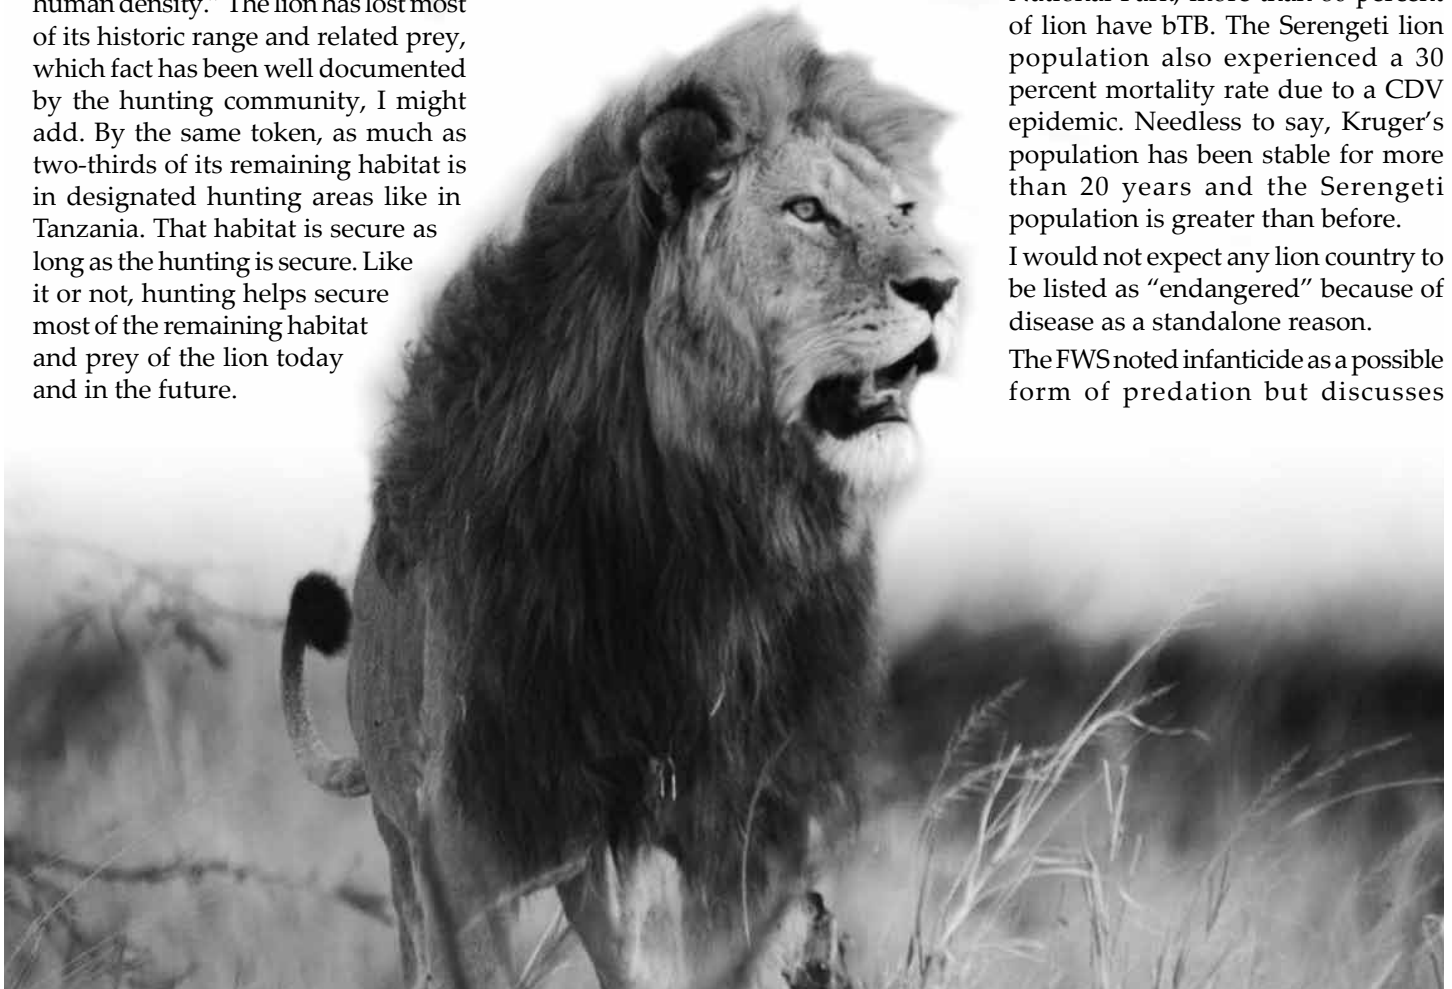 human density.” The lion has lost most
of its historic range and related prey,
which fact has been well documented
by the hunting community, I might
add. By the same token, as much as
two-thirds of its remaining habitat is
in designated hunting areas like in
Tanzania. That habitat is secure as
long as the hunting is secure. Like
it or not, hunting helps secure
most of the remaining habitat
and prey of the lion today
and in the future.
National Park, more than percent
of lion have bTB. The Serengeti lion
population also experienced a 30
percent mortality rate due to a CDV
epidemic. Needless to say, Kruger’s
population has been stable for more
than 20 years and the Serengeti
population is greater than before.
I would not expect any lion country to
be listed as “endangered” because of
disease as a standalone reason.
The FWS noted infanticide as a possible
form of predation but discusses